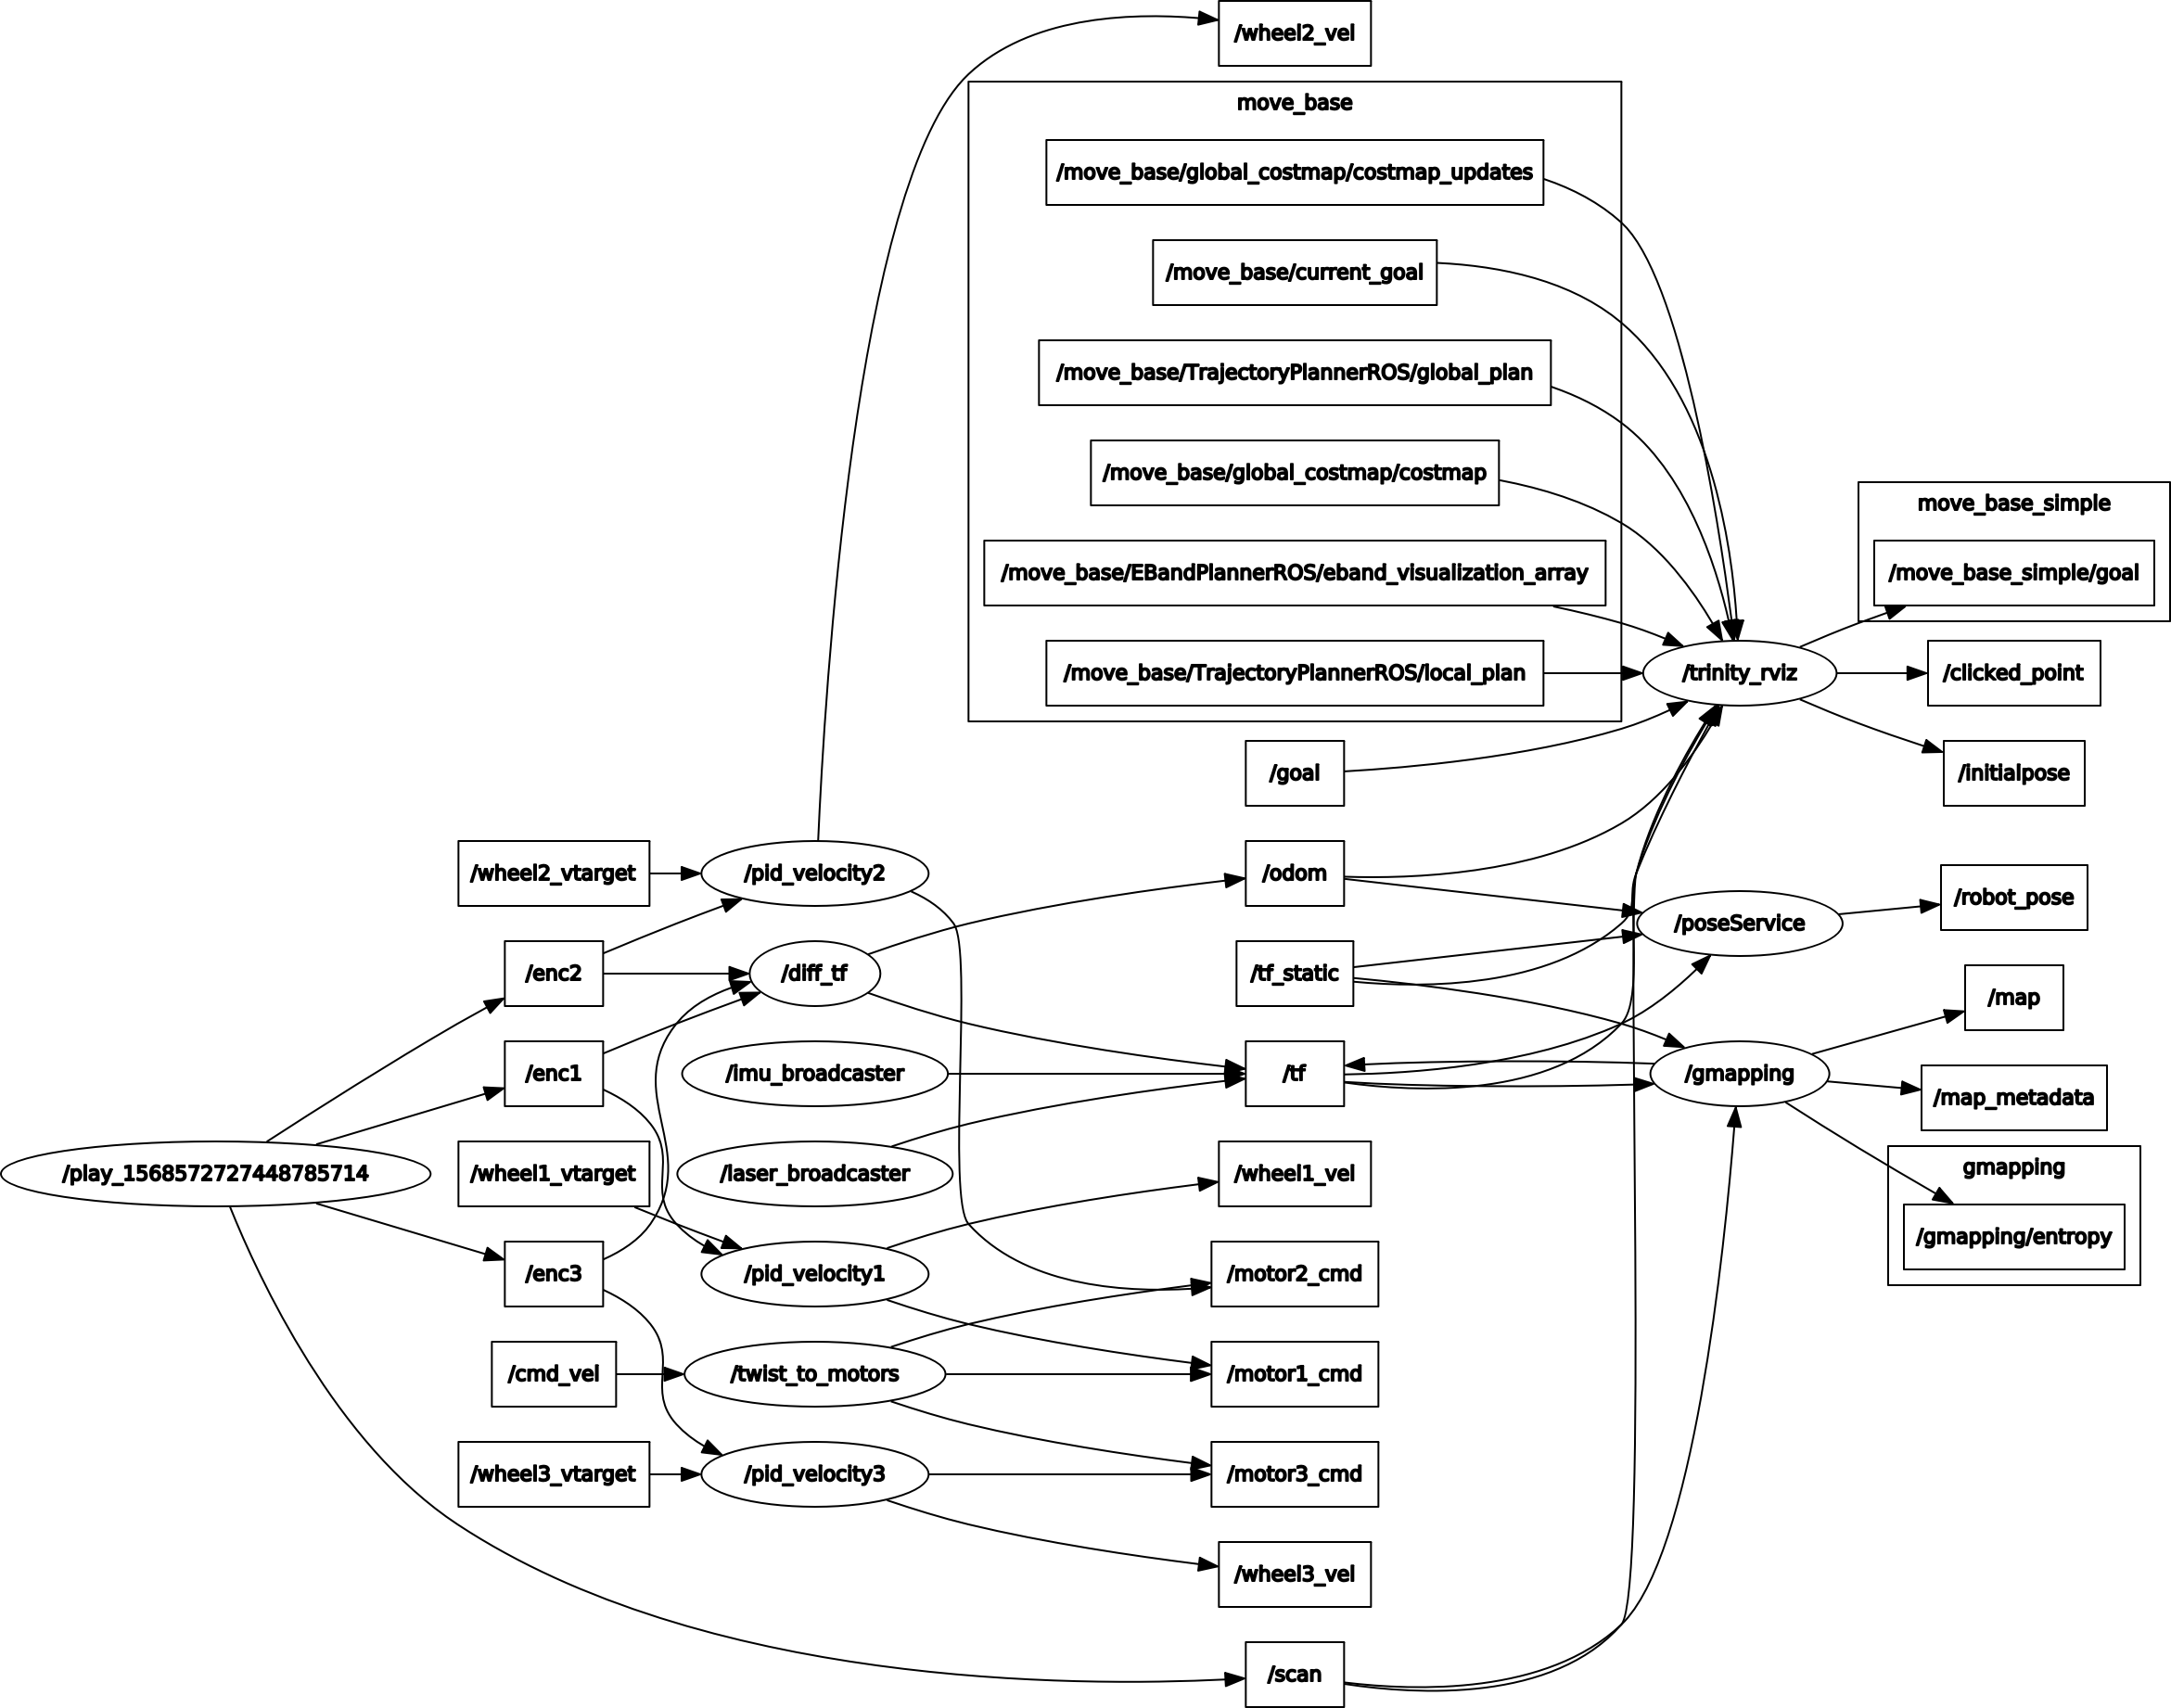 /wheel2_vel
move_base
/move_base/global_costmap/costmap_updates
/move_base/current_goal
/move_base/TrajectoryPlannerROS/global_plan
/move_base/global_costmap/costmap
/move_base/EBandPlannerROS/eband_visualization_array
/move_base/TrajectoryPlannerROS/local_plan
/trinity_rviz
move_base_simple
/move_base_simple/goal
/clicked_point
/initialpose
/goal
/wheel2_vtarget
/pid_velocity2
/odom
/poseService
/robot_pose
/enc2
/diff_tf
/tf_static
/map
/enc1
/imu_broadcaster
/tf
/gmapping
/map_metadata
/play_1568572727448785714
/wheel1_vtarget
/laser_broadcaster
/wheel1_vel
gmapping
/gmapping/entropy
/enc3
/pid_velocity1
/motor2_cmd
/cmd_vel
/twist_to_motors
/motor1_cmd
/wheel3_vtarget
/pid_velocity3
/motor3_cmd
/wheel3_vel
/scan